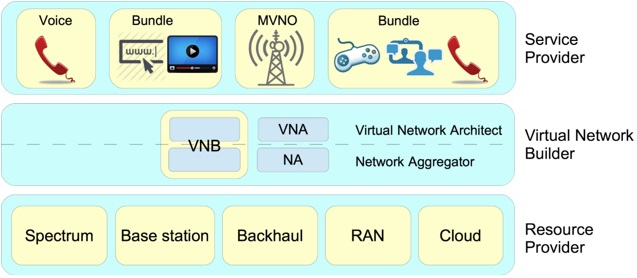 Voice
Bundle
MVNO
Bundle
www.
Service
Provider
VNB
VNA
Virtual Network Architect
NA
Network Aggregator
Virtual Network
Builder
Spectrum
Base station
Backhaul
RAN
Cloud
Resource
Provider